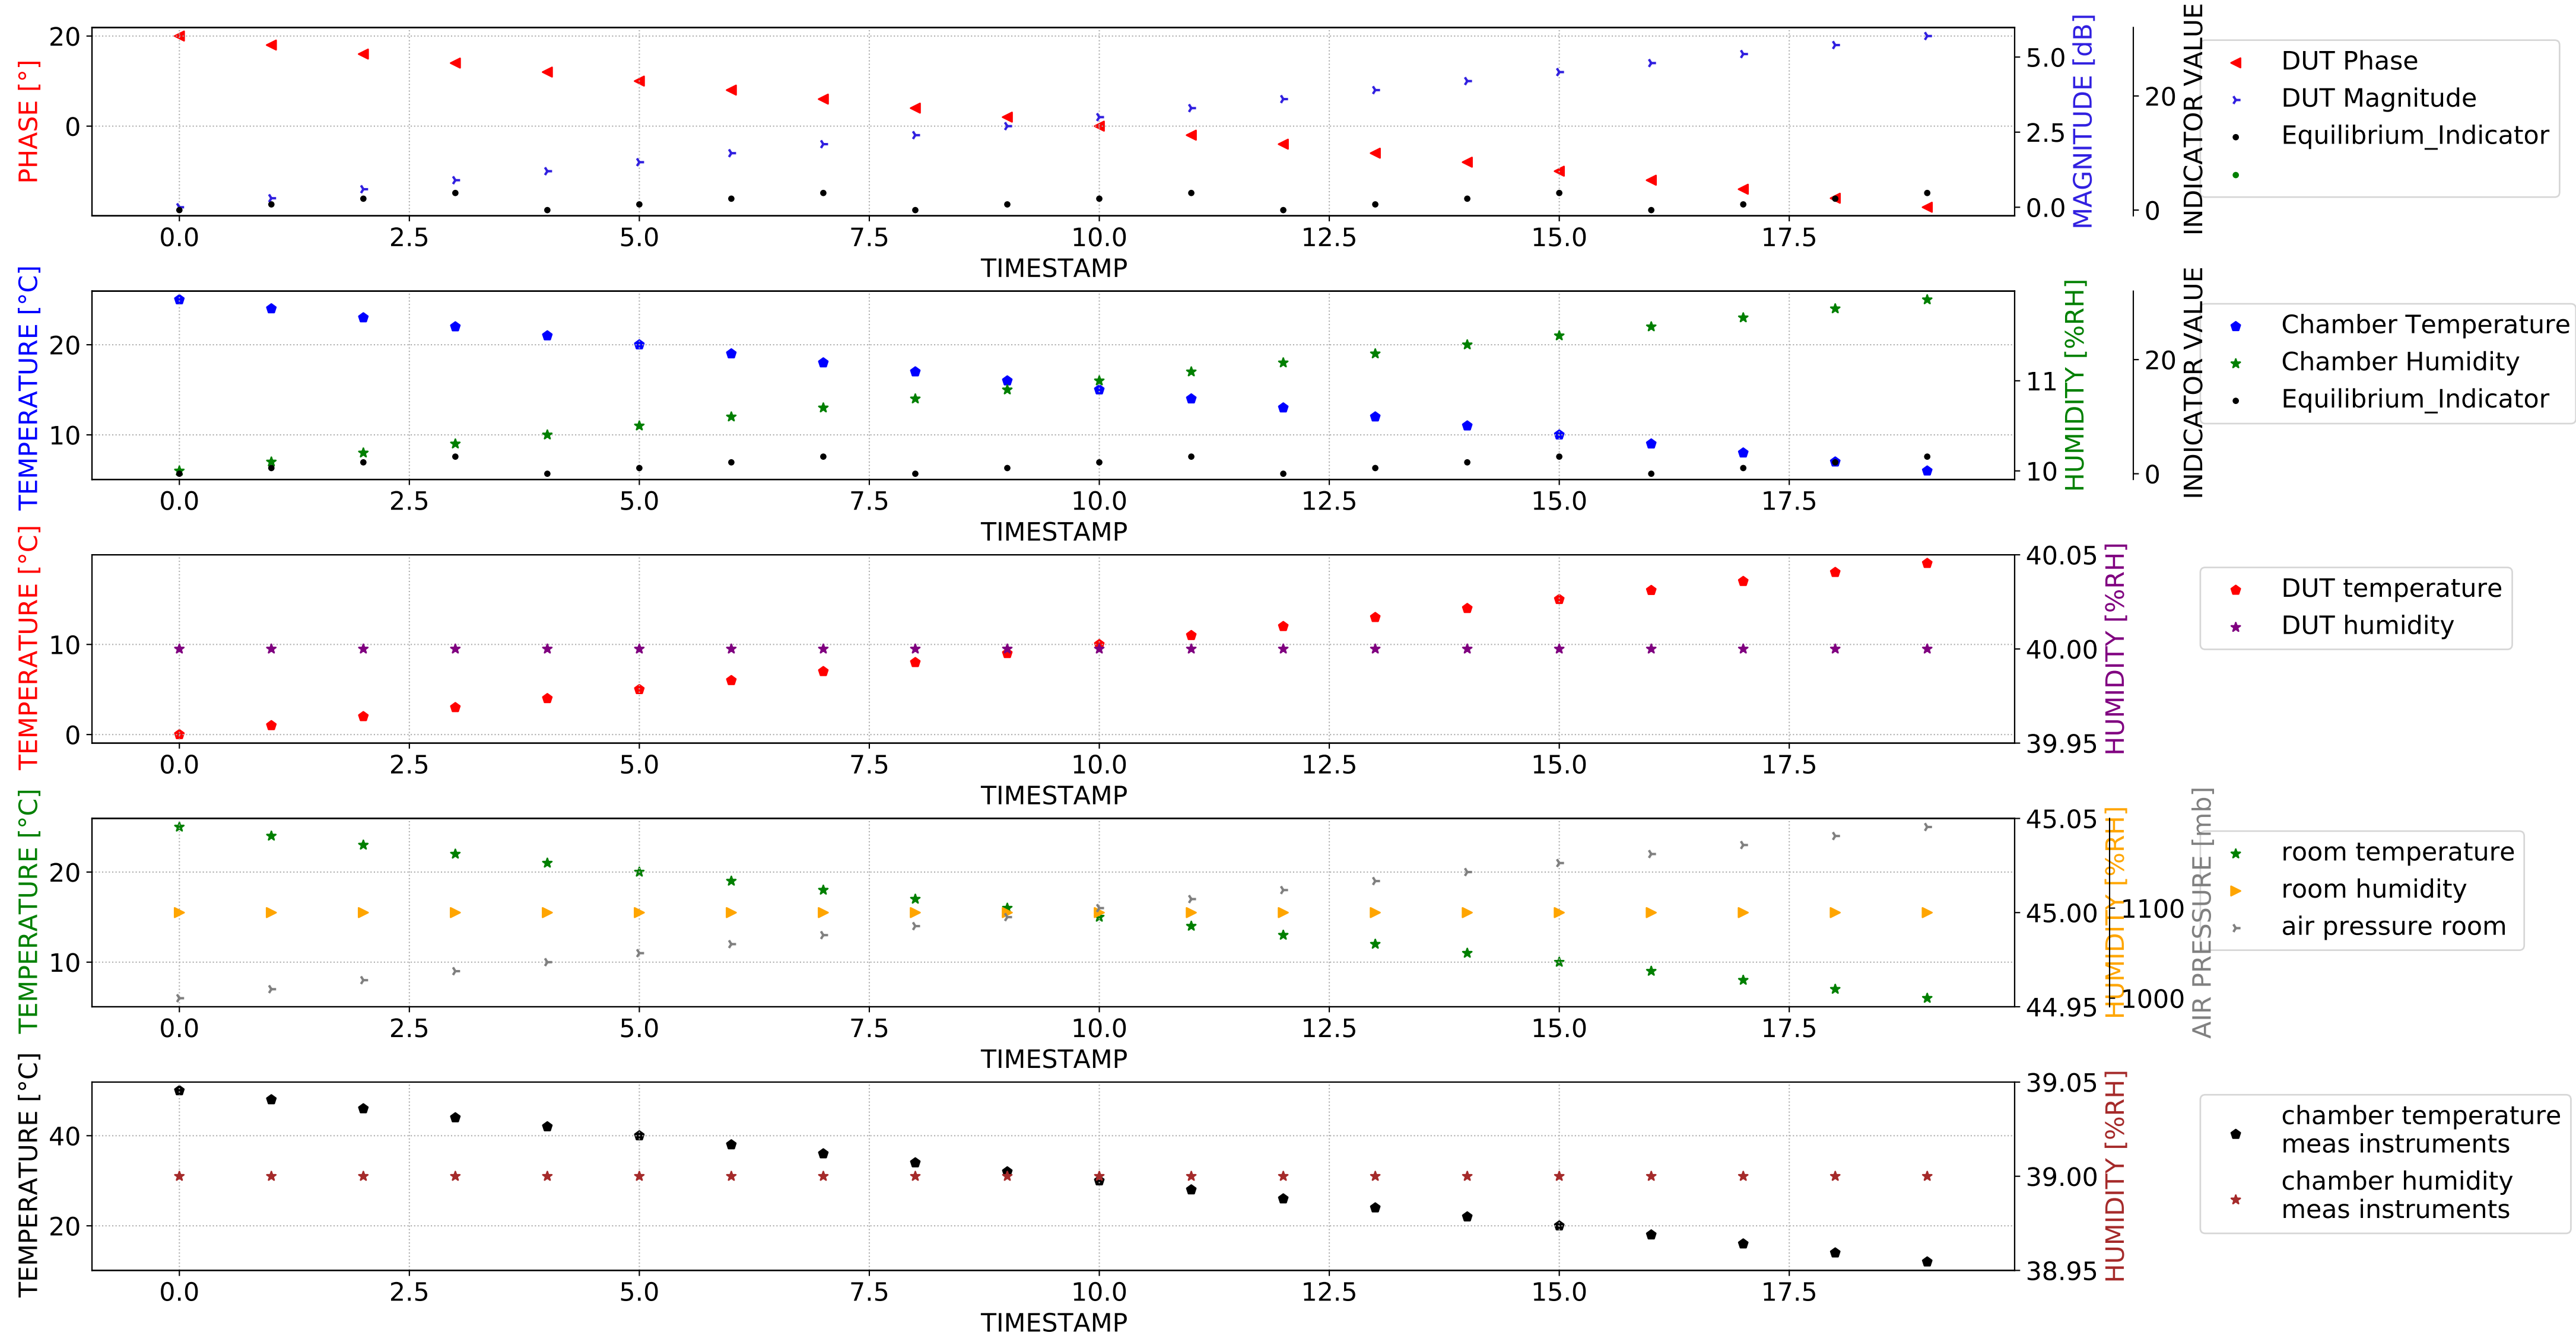 PHASE [°]
20
0
0.0 2.5 5.0 7.5 10.0 12.5 15.0 17.5
TIMESTAMP
5.0
2.5
0.0
MAGNITUDE [dB]
20
0
INDICATOR VALUE
DUT Phase
DUT Magnitude
Equilibrium_Indicator
TEMPERATURE [°C]
20
10
0.0 2.5 5.0 7.5 10.0 12.5 15.0 17.5
TIMESTAMP
11
10
HUMIDITY [%RH]
20
0
INDICATOR VALUE
Chamber Temperature
Chamber Humidity
Equilibrium_Indicator
TEMPERATURE [°C]
10
0
0.0 2.5 5.0 7.5 10.0 12.5 15.0 17.5
TIMESTAMP
40.05
40.00
39.95
HUMIDITY [%RH]
DUT temperature
DUT humidity
TEMPERATURE [°C]
20
10
0.0 2.5 5.0 7.5 10.0 12.5 15.0 17.5
TIMESTAMP
45.05
45.00
44.95
HUMIDITY [%RH]
1100
1000
AIR PRESSURE [mb]
room temperature
room humidity
air pressure room
TEMPERATURE [°C]
40
20
0.0 2.5 5.0 7.5 10.0 12.5 15.0 17.5
TIMESTAMP
39.05
39.00
38.95
HUMIDITY [%RH]
chamber temperature
meas instruments
chamber humidity
meas instruments